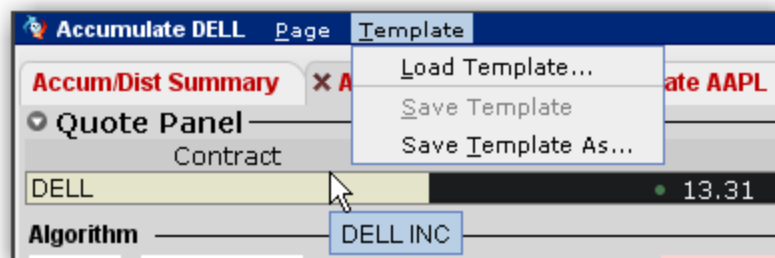 Accumulate DELL Page Template
Load Template...
Save Template
Save Template As...
Accum/Dist Summary A ate AAPL
Quote Panel
Contract
DELL 13.31
DELL INC
Algorithm